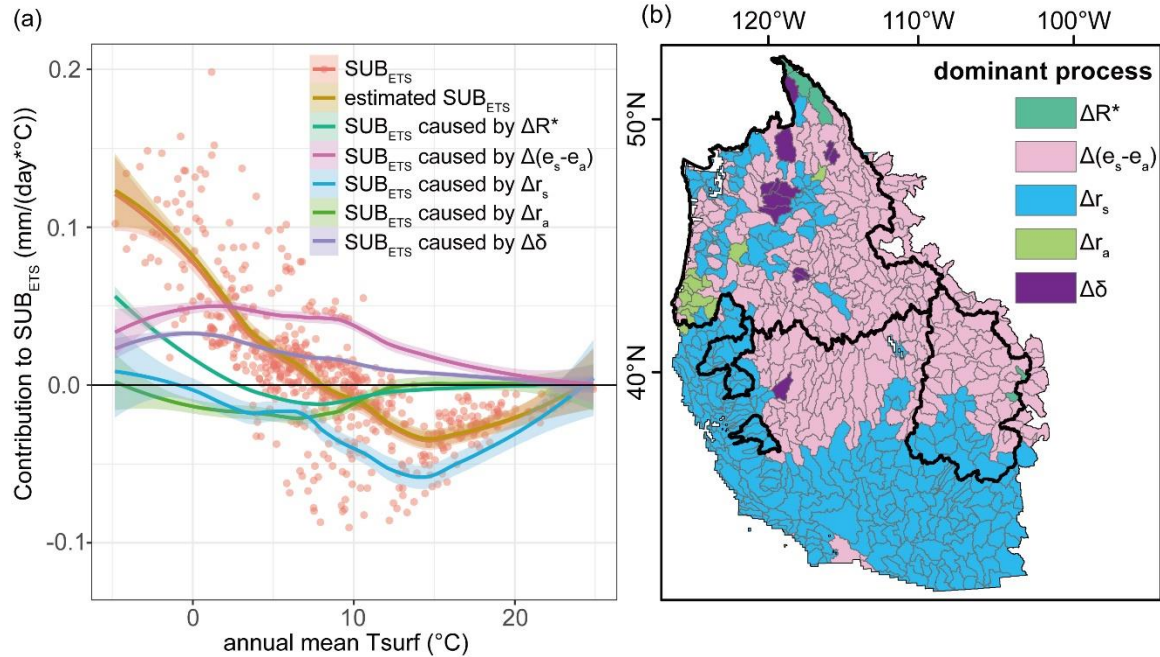 (a)
Contribution to SUB_ETS (mm/(day*°C))
0.2
0.1
0.0
-0.1
SUB_ETS
estimated SUB_ETS
SUB_ETS caused by ΔR*
SUB_ETS caused by Δ(e_s-e_a)
SUB_ETS caused by Δr_s
SUB_ETS caused by Δr_a
SUB_ETS caused by Δδ
0 10 20
annual mean Tsurf (°C)
(b)
120°W 110°W 100°W
50°N
40°N
dominant process
ΔR*
Δ(e_s-e_a)
Δr_s
Δr_a
Δδ